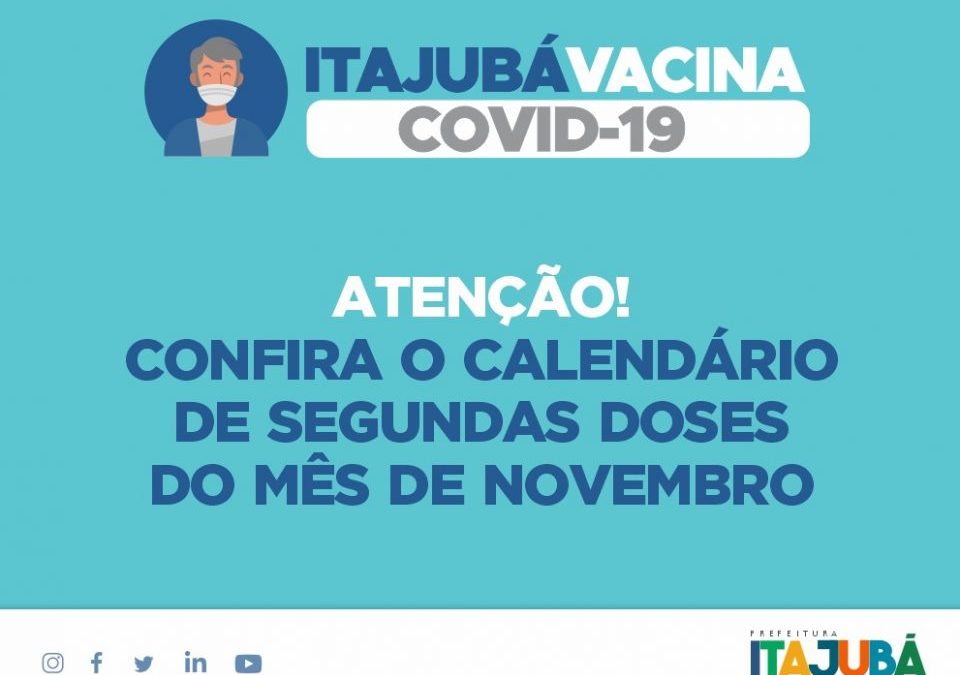 ITAJUBÁVACINA
COVID-19
ATENÇÃO!
CONFIRA O CALENDÁRIO
DE SEGUNDAS DOSES
DO MÊS DE NOVEMBRO
PREFEITURA
ITAJUBÁ